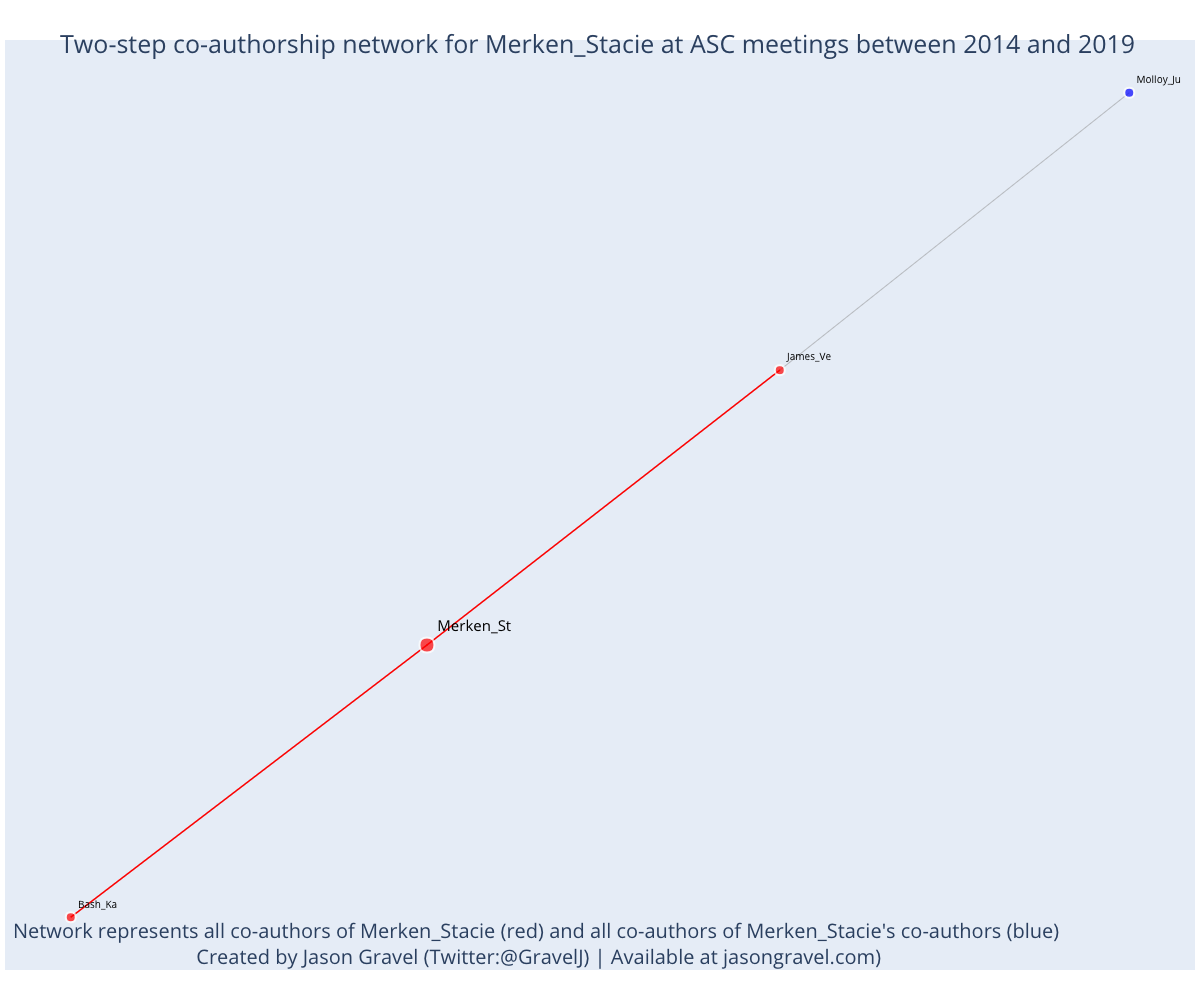 Two-step co-authorship network for Merken_Stacie at ASC meetings between 2014 and 2019
Molloy_Ju
James_Ve
Merken_St
Bash_Ka
Network represents all co-authors of Merken_Stacie (red) and all co-authors of Merken_Stacie's co-authors (blue)
Created by Jason Gravel (Twitter:@GravelJ) | Available at jasongravel.com)